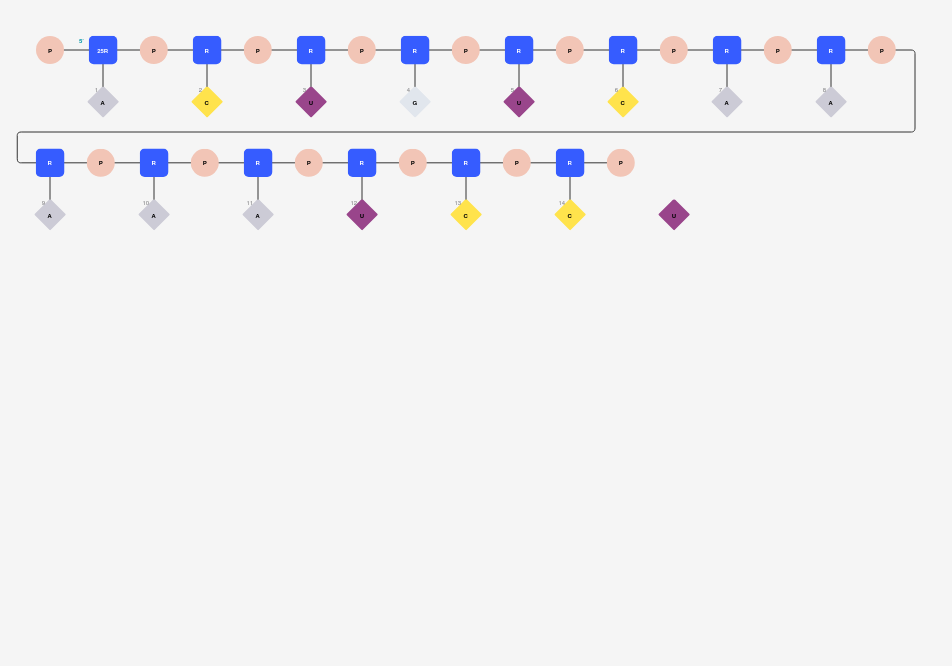 5'
P 25R P R P R P R P R P R P R P R P
1 2 3 4 5 6 7 8
A C U G U C A A
R P R P R P R P R P R P
9 10 11 12 13 14
A A A U C C U